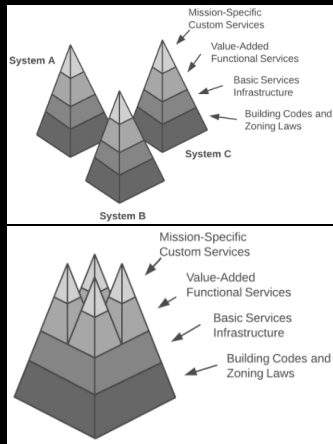 Mission-Specific
Custom Services
System A
Value-Added
Functional Services
Basic Services
Infrastructure
Building Codes and
Zoning Laws
System C
System B
Mission-Specific
Custom Services
Value-Added
Functional Services
Basic Services
Infrastructure
Building Codes and
Zoning Laws